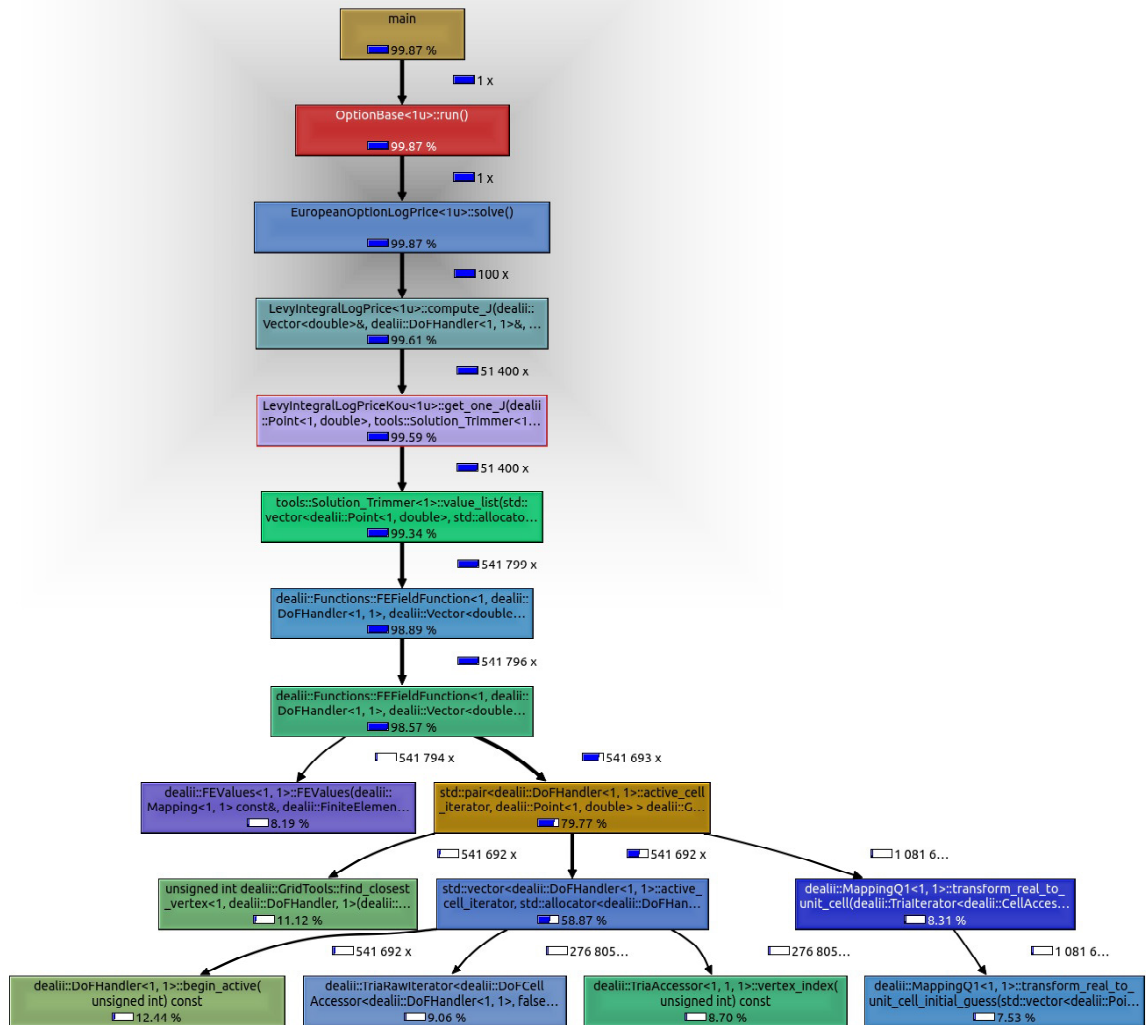 main
99.87 %
1 x
OptionBase<1u>::run()
99.87 %
1 x
EuropeanOptionLogPrice<1u>::solve()
99.87 %
100 x
LevyIntegralLogPrice<1u>::compute_J(dealii::
Vector<double>&, dealii::DoFHandler<1, 1>&, ...
99.61 %
51 400 x
LevyIntegralLogPriceKou<1u>::get_one_J(dealii
::Point<1, double>, tools::Solution_Trimmer<1...
99.59 %
51 400 x
tools::Solution_Trimmer<1>::value_list(std::
vector<dealii::Point<1, double>, std::allocato...
99.34 %
541 799 x
dealii::Functions::FEFieldFunction<1, dealii::
DoFHandler<1, 1>, dealii::Vector<double...
98.89 %
541 796 x
dealii::Functions::FEFieldFunction<1, dealii::
DoFHandler<1, 1>, dealii::Vector<double...
98.57 %
541 794 x
541 693 x
dealii::FEValues<1, 1>::FEValues(dealii::
Mapping<1, 1> const&, dealii::FiniteElemen...
8.19 %
std::pair<dealii::DoFHandler<1, 1>::active_cell
_iterator, dealii::Point<1, double> > dealii::G...
79.77 %
541 692 x
541 692 x
1 081 6...
unsigned int dealii::GridTools::find_closest
_vertex<1, dealii::DoFHandler, 1>(dealii::...
11.12 %
std::vector<dealii::DoFHandler<1, 1>::active_
cell_iterator, std::allocator<dealii::DoFHan...
58.87 %
dealii::MappingQ1<1, 1>::transform_real_to_
unit_cell(dealii::TriaIterator<dealii::CellAcces...
8.31 %
541 692 x
276 805...
276 805...
1 081 6...
dealii::DoFHandler<1, 1>::begin_active(
unsigned int) const
12.44 %
dealii::TriaRawIterator<dealii::DoFCell
Accessor<dealii::DoFHandler<1, 1>, false...
9.06 %
dealii::TriaAccessor<1, 1, 1>::vertex_index(
unsigned int) const
8.70 %
dealii::MappingQ1<1, 1>::transform_real_to_
unit_cell_initial_guess(std::vector<dealii::Poi...
7.53 %